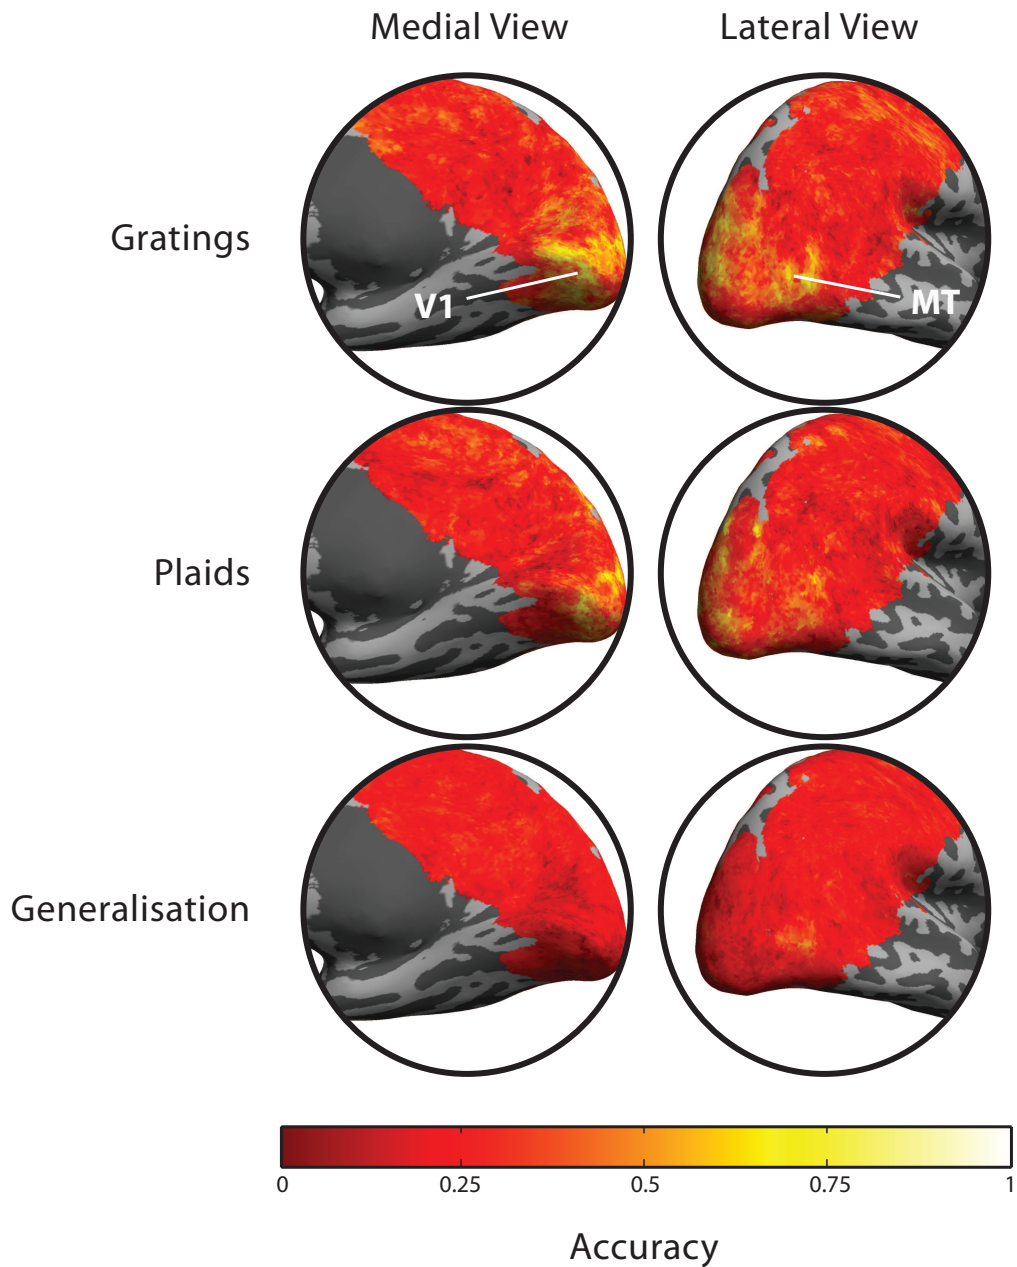 Medial View Lateral View
Gratings
V1
MT
Plaids
Generalisation
0 0.25 0.5 0.75 1
Accuracy